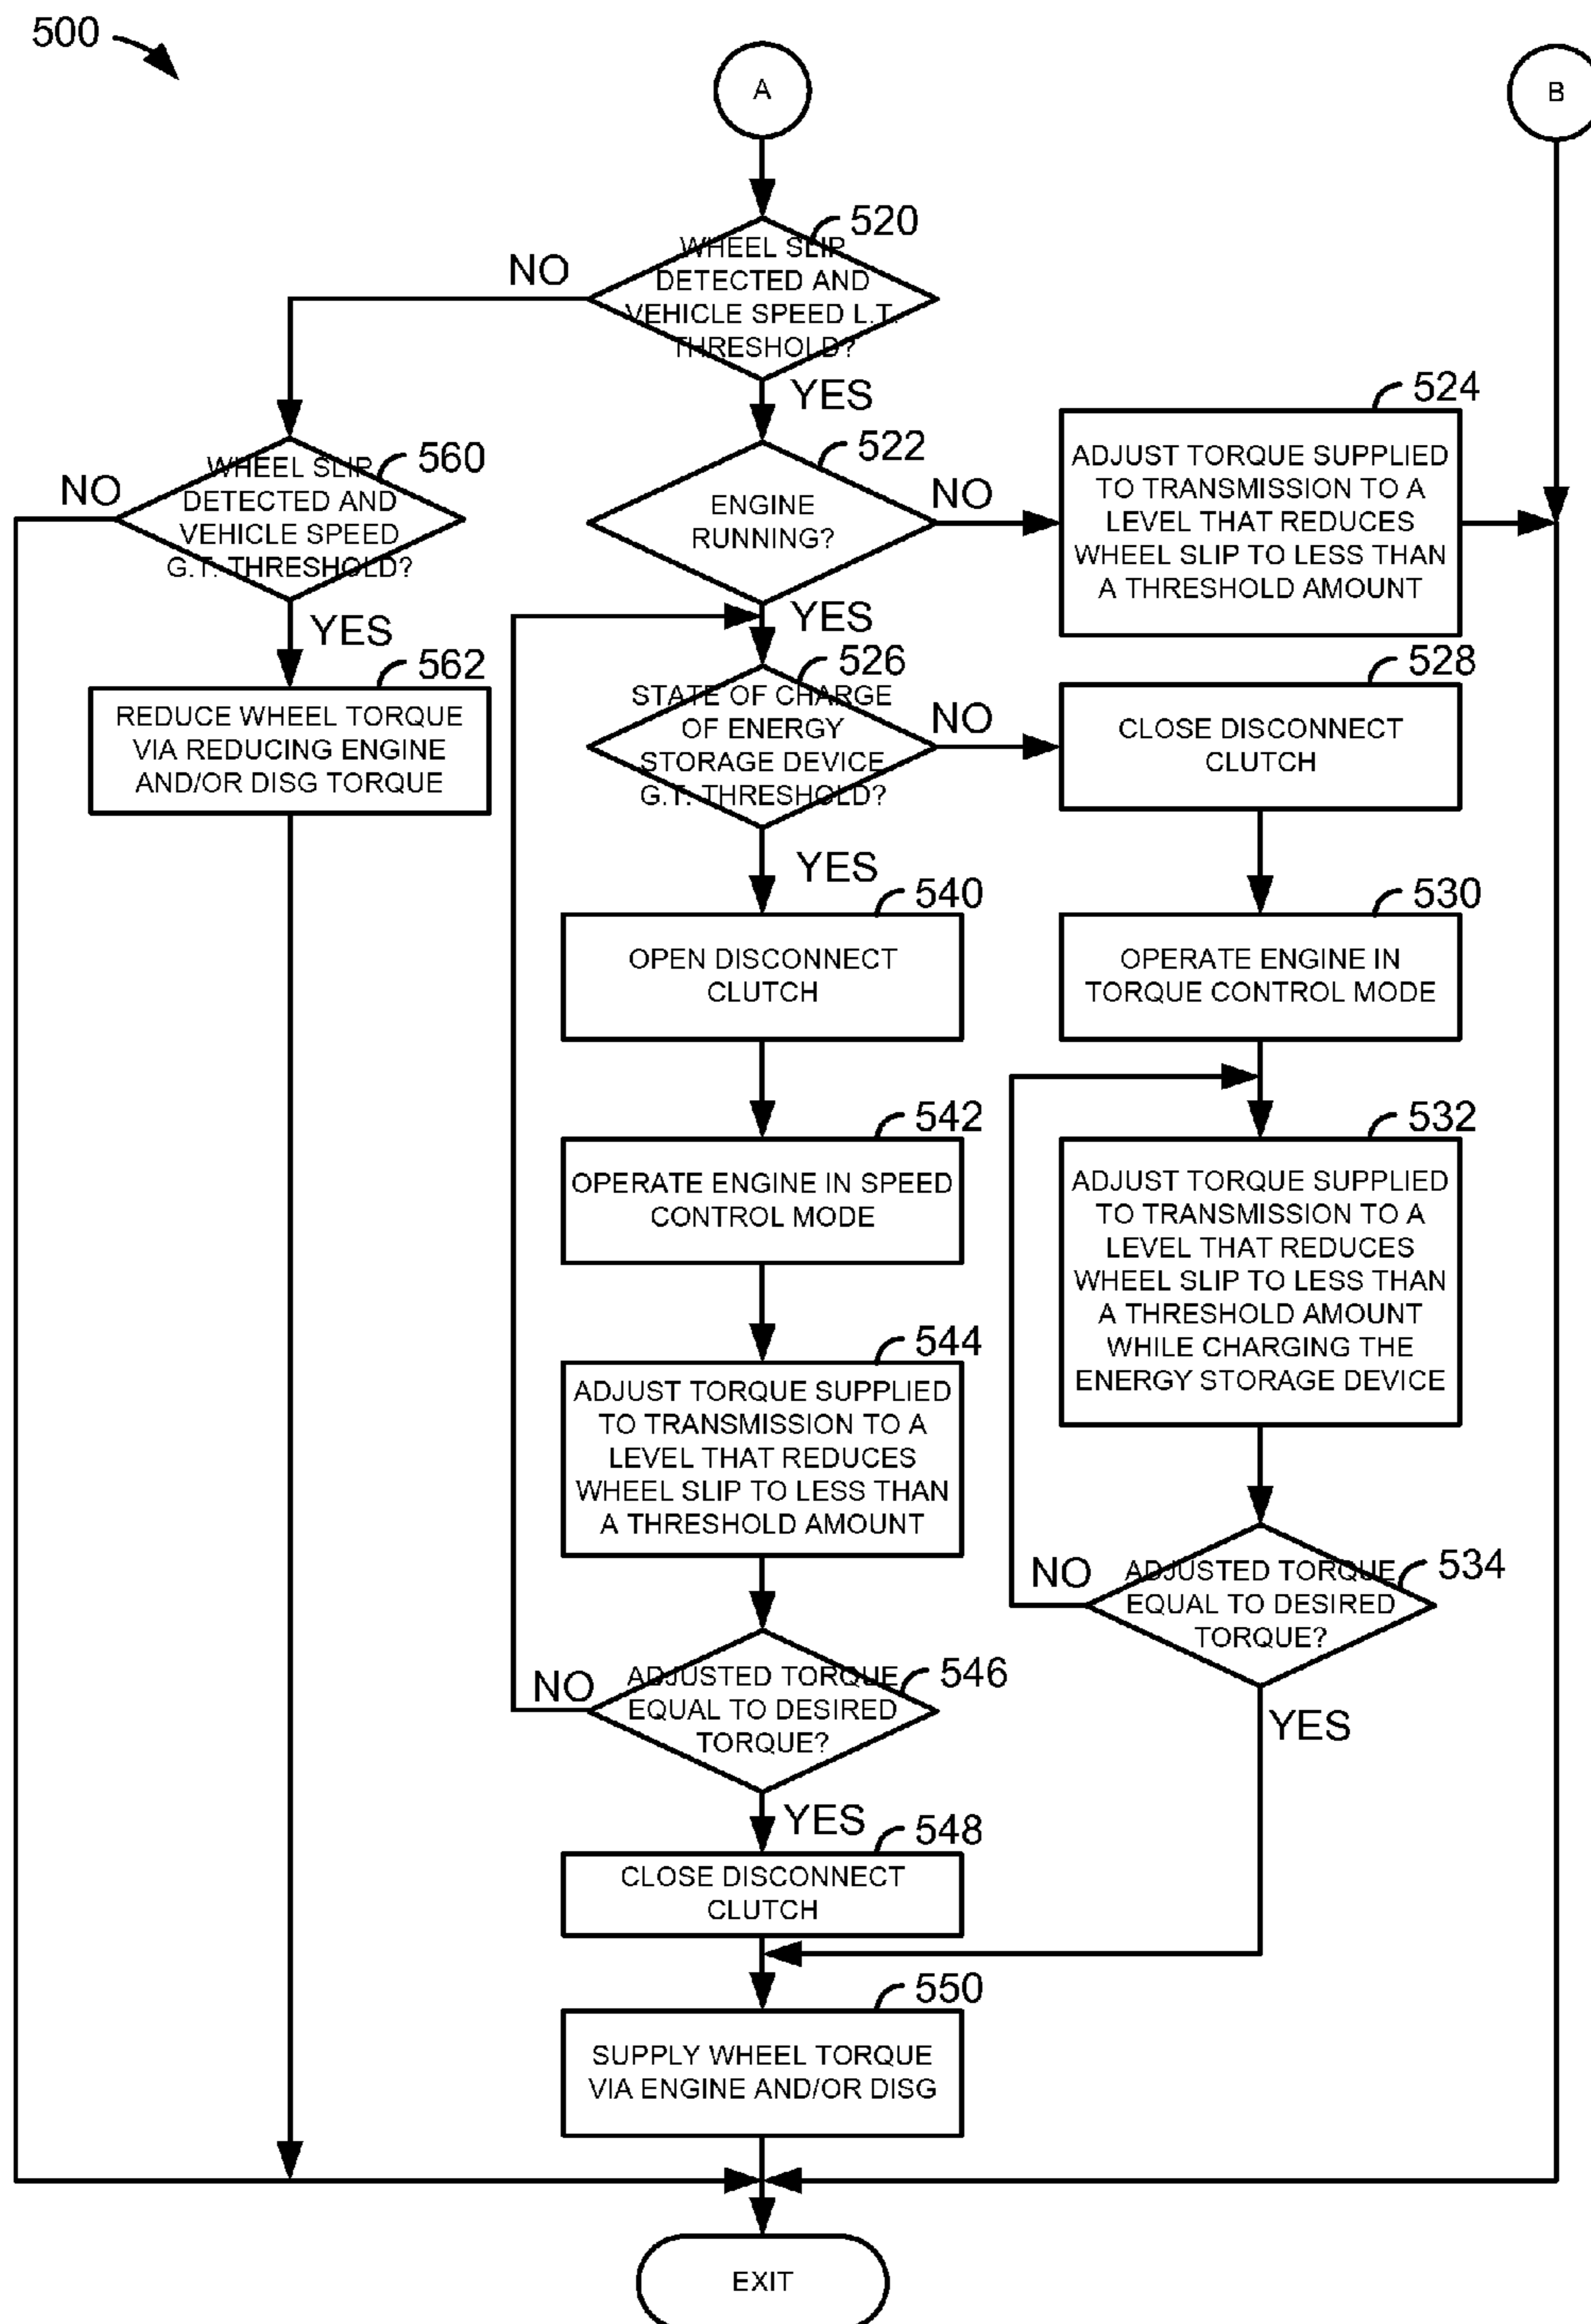 500
A
B
520
WHEEL SLIP
DETECTED AND
VEHICLE SPEED L.T.
THRESHOLD?
NO
YES
560
WHEEL SLIP
DETECTED AND
VEHICLE SPEED
G.T. THRESHOLD?
NO
YES
522
ENGINE
RUNNING?
NO
YES
524
ADJUST TORQUE SUPPLIED
TO TRANSMISSION TO A
LEVEL THAT REDUCES
WHEEL SLIP TO LESS THAN
A THRESHOLD AMOUNT
562
REDUCE WHEEL TORQUE
VIA REDUCING ENGINE
AND/OR DISG TORQUE
526
STATE OF CHARGE
OF ENERGY
STORAGE DEVICE
G.T. THRESHOLD?
NO
YES
528
CLOSE DISCONNECT
CLUTCH
540
OPEN DISCONNECT
CLUTCH
530
OPERATE ENGINE IN
TORQUE CONTROL MODE
542
OPERATE ENGINE IN SPEED
CONTROL MODE
532
ADJUST TORQUE SUPPLIED
TO TRANSMISSION TO A
LEVEL THAT REDUCES
WHEEL SLIP TO LESS THAN
A THRESHOLD AMOUNT
WHILE CHARGING THE
ENERGY STORAGE DEVICE
544
ADJUST TORQUE SUPPLIED
TO TRANSMISSION TO A
LEVEL THAT REDUCES
WHEEL SLIP TO LESS THAN
A THRESHOLD AMOUNT
534
ADJUSTED TORQUE
EQUAL TO DESIRED
TORQUE?
NO
YES
546
ADJUSTED TORQUE
EQUAL TO DESIRED
TORQUE?
NO
YES
548
CLOSE DISCONNECT
CLUTCH
550
SUPPLY WHEEL TORQUE
VIA ENGINE AND/OR DISG
EXIT